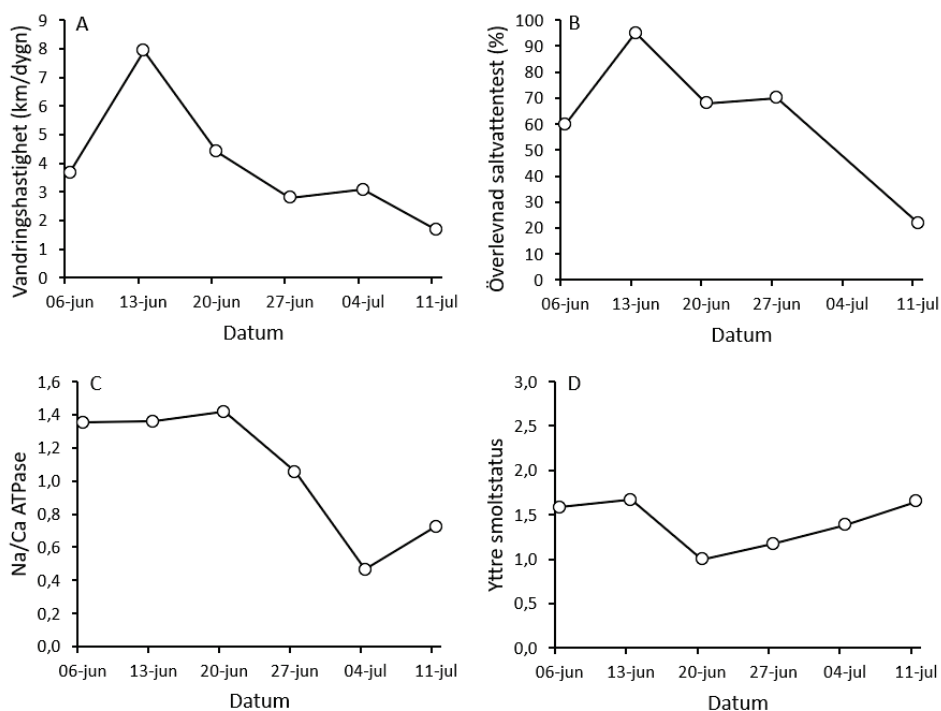 A
Vandringshastighet (km/dygn)
9
8
7
6
5
4
3
2
1
0
06-jun 13-jun 20-jun 27-jun 04-jul 11-jul
Datum
B
Överlevnad saltvattentest (%)
100
90
80
70
60
50
40
30
20
10
0
06-jun 13-jun 20-jun 27-jun 04-jul 11-jul
Datum
C
Na/Ca ATPase
1,6
1,4
1,2
1,0
0,8
0,6
0,4
0,2
0,0
06-jun 13-jun 20-jun 27-jun 04-jul 11-jul
Datum
D
Yttre smoltstatus
3,0
2,5
2,0
1,5
1,0
0,5
0,0
06-jun 13-jun 20-jun 27-jun 04-jul 11-jul
Datum